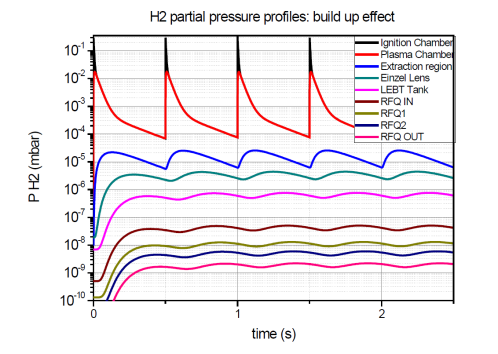 H2 partial pressure profiles: build up effect
Ignition Chamber
Plasma Chamber
Extraction region
Einzel Lens
LEBT Tank
RFQ IN
RFQ1
RFQ2
RFQ OUT
10⁻¹
10⁻²
10⁻³
10⁻⁴
10⁻⁵
10⁻⁶
10⁻⁷
10⁻⁸
10⁻⁹
10⁻¹⁰
P H2 (mbar)
0 1 2
time (s)